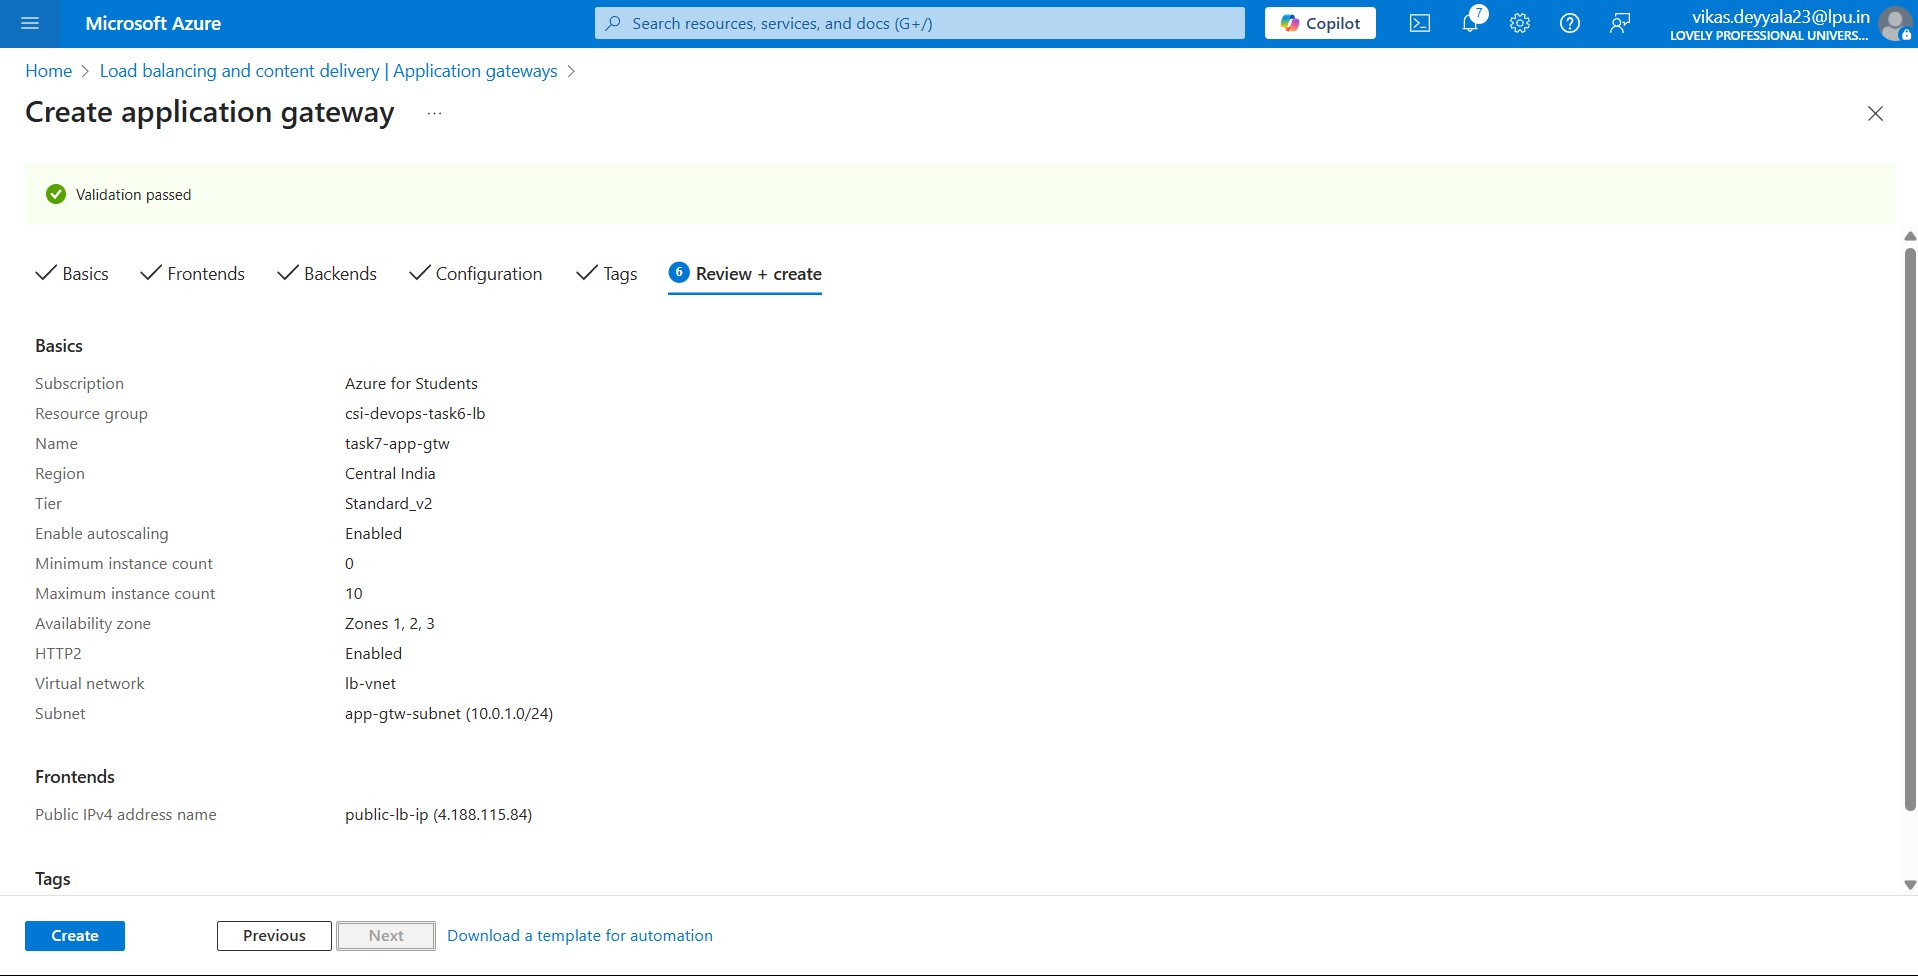 Microsoft Azure
Search resources, services, and docs (G+/)
Copilot
7
vikas.deyyala23@lpu.in
LOVELY PROFESSIONAL UNIVERS...
Home > Load balancing and content delivery | Application gateways >
Create application gateway ...
Validation passed
Basics Frontends Backends Configuration Tags 6 Review + create
Basics
Subscription Azure for Students
Resource group csi-devops-task6-lb
Name task7-app-gtw
Region Central India
Tier Standard_v2
Enable autoscaling Enabled
Minimum instance count 0
Maximum instance count 10
Availability zone Zones 1, 2, 3
HTTP2 Enabled
Virtual network lb-vnet
Subnet app-gtw-subnet (10.0.1.0/24)
Frontends
Public IPv4 address name public-lb-ip (4.188.115.84)
Tags
Create Previous Next Download a template for automation